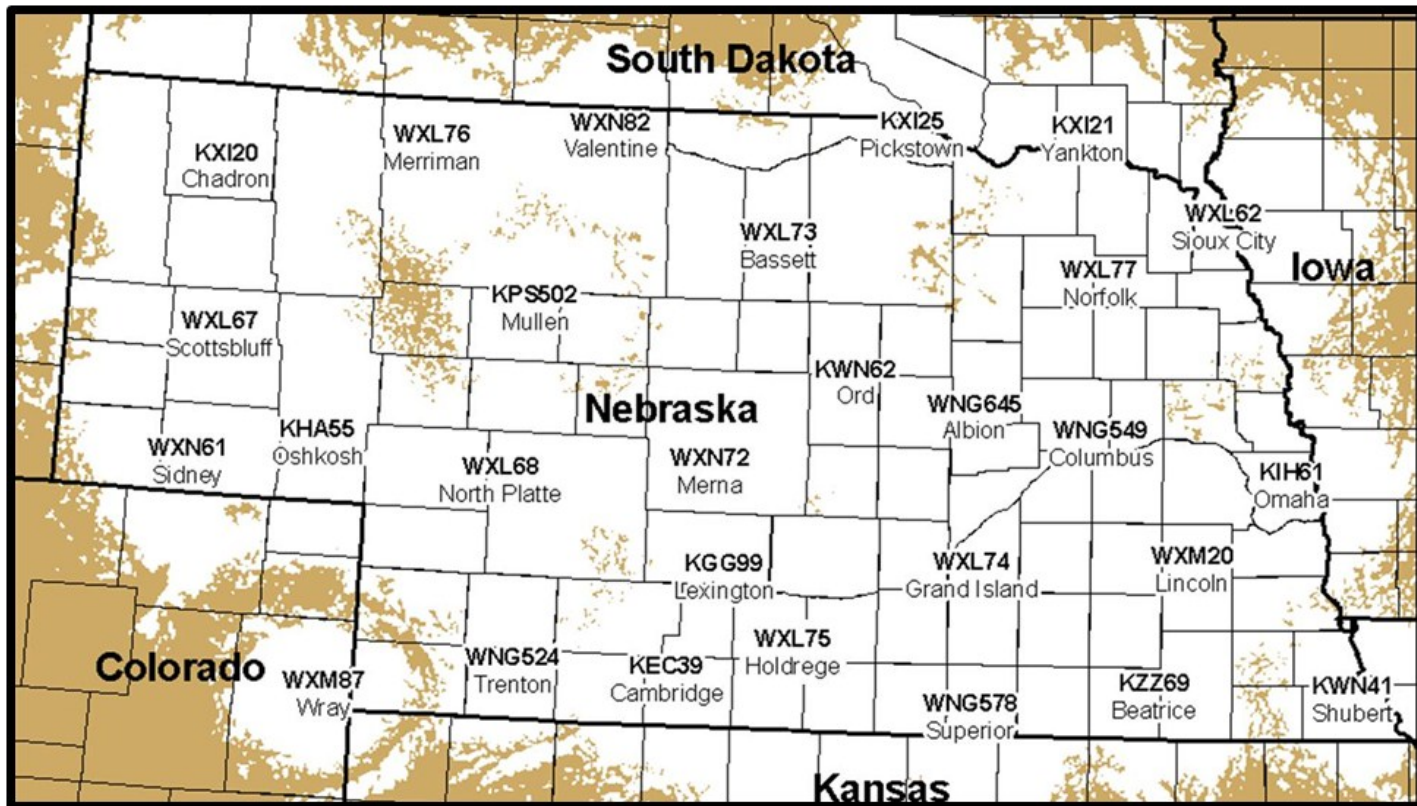 South Dakota
WXN82
Valentine
KXI25
Pickstown
KXI21
Yankton
WXL76
Merriman
KXI20
Chadron
WXL62
Sioux City
WXL73
Bassett
Iowa
WXL77
Norfolk
KPS502
Mullen
WXL67
Scottsbluff
KWN62
Ord
Nebraska
WNG645
Albion
WNG549
Columbus
KHA55
Oshkosh
WXN61
Sidney
WXL68
North Platte
WXN72
Merna
KIH61
Omaha
KGG99
Lexington
WXL74
Grand Island
WXM20
Lincoln
WXL75
Holdrege
Colorado
WXM87
Wray
WNG524
Trenton
KEC39
Cambridge
KZZ69
Beatrice
KWN41
Shubert
WNG578
Superior
Kansas